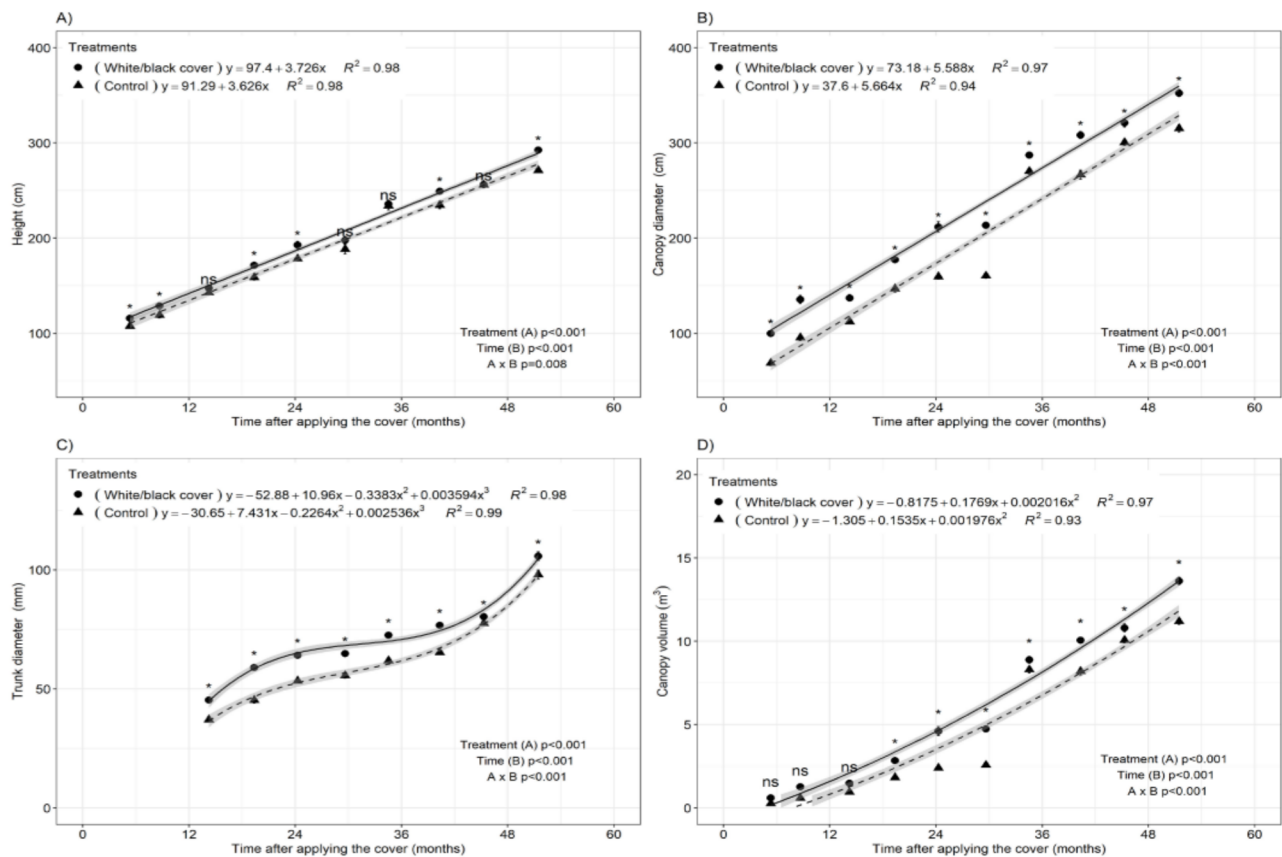 A)
Treatments
( White/black cover ) y = 97.4 + 3.726x R² = 0.98
( Control ) y = 91.29 + 3.626x R² = 0.98
400
300
200
100
Height (cm)
* * ns * * ns ns * ns *
Treatment (A) p<0.001
Time (B) p<0.001
A x B p=0.008
0 12 24 36 48 60
Time after applying the cover (months)
B)
Treatments
( White/black cover ) y = 73.18 + 5.588x R² = 0.97
( Control ) y = 37.6 + 5.664x R² = 0.94
400
300
200
100
Canopy diameter (cm)
* * * * * * * * * *
Treatment (A) p<0.001
Time (B) p<0.001
A x B p<0.001
0 12 24 36 48 60
Time after applying the cover (months)
C)
Treatments
( White/black cover ) y = −52.88 + 10.96x − 0.3383x² + 0.003594x³ R² = 0.98
( Control ) y = −30.65 + 7.431x − 0.2264x² + 0.002536x³ R² = 0.99
100
50
0
Trunk diameter (mm)
* * * * * * * *
Treatment (A) p<0.001
Time (B) p<0.001
A x B p<0.001
0 12 24 36 48 60
Time after applying the cover (months)
D)
Treatments
( White/black cover ) y = −0.8175 + 0.1769x + 0.002016x² R² = 0.97
( Control ) y = −1.305 + 0.1535x + 0.001976x² R² = 0.93
20
15
10
5
0
Canopy volume (m³)
ns ns ns * * * * * * *
Treatment (A) p<0.001
Time (B) p<0.001
A x B p<0.001
0 12 24 36 48 60
Time after applying the cover (months)